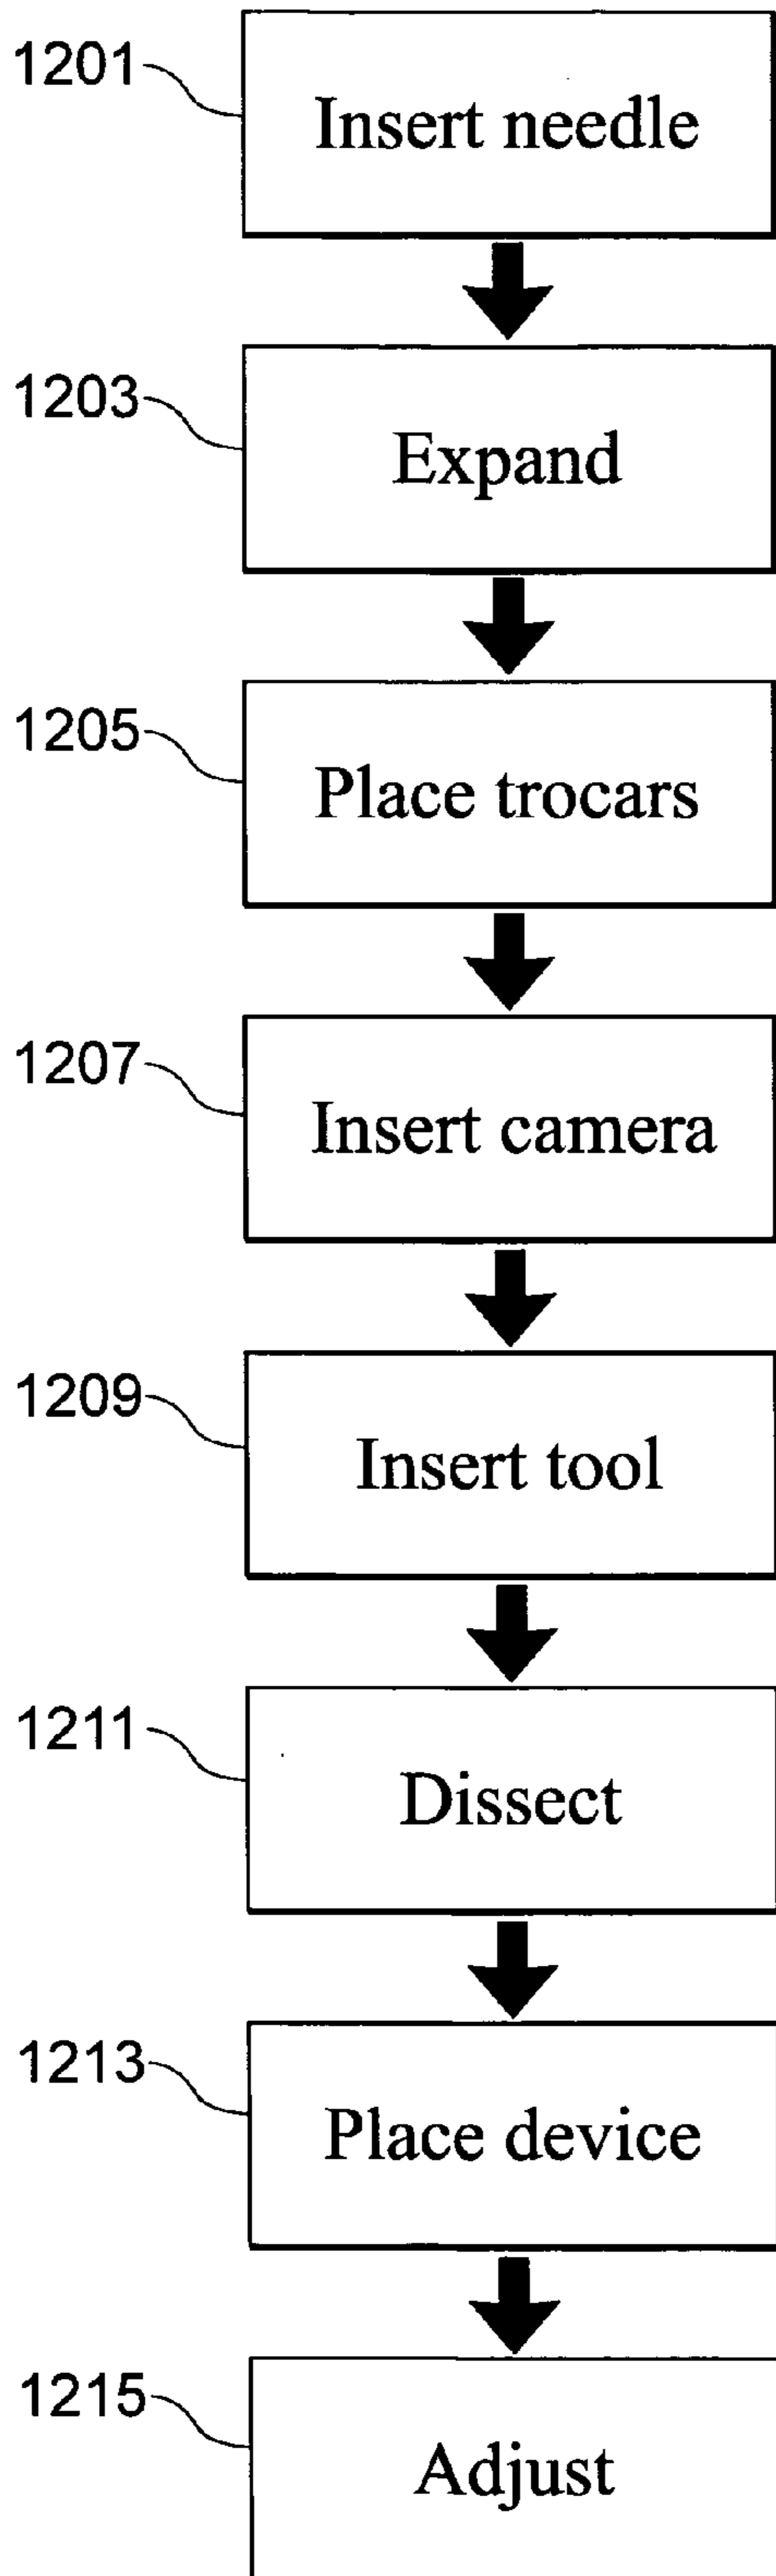 1201
Insert needle
1203
Expand
1205
Place trocars
1207
Insert camera
1209
Insert tool
1211
Dissect
1213
Place device
1215
Adjust